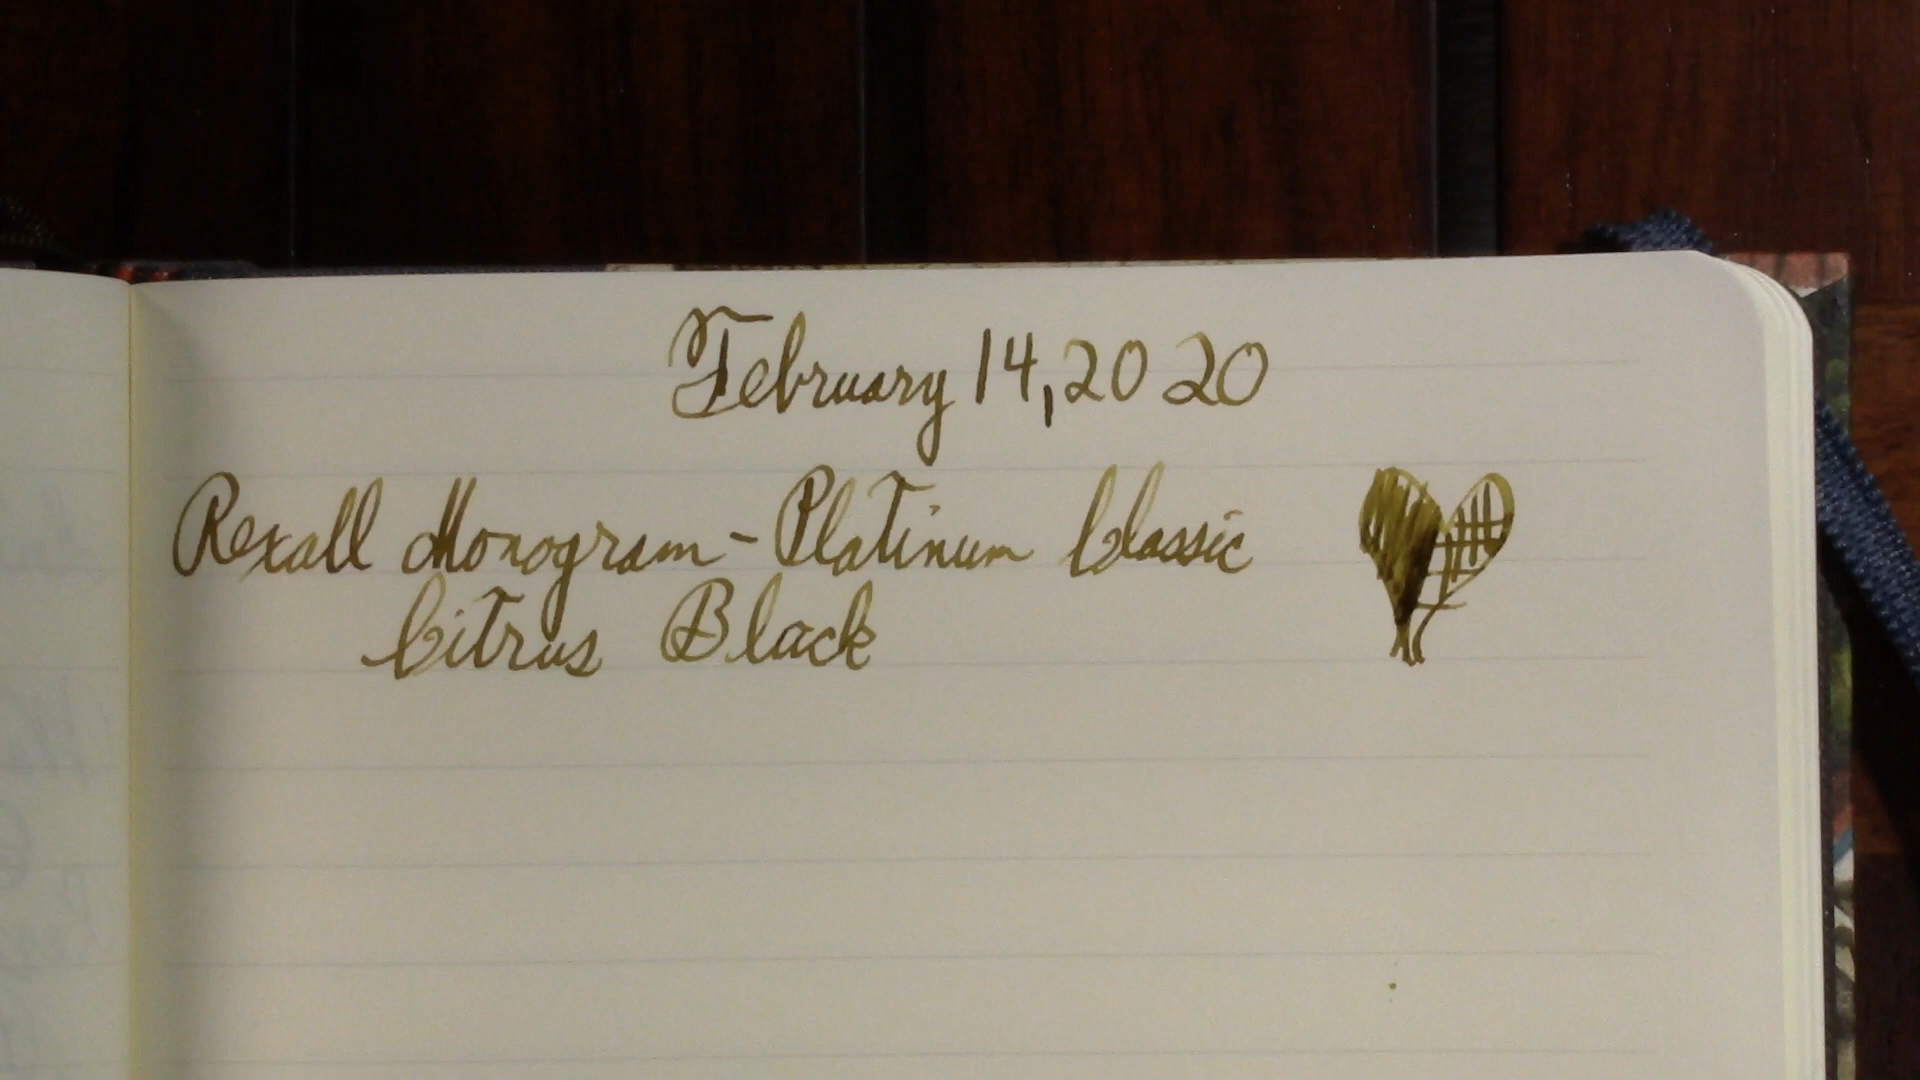 February 14, 2020
Rexall Monogram - Platinum Classic
Citrus Black